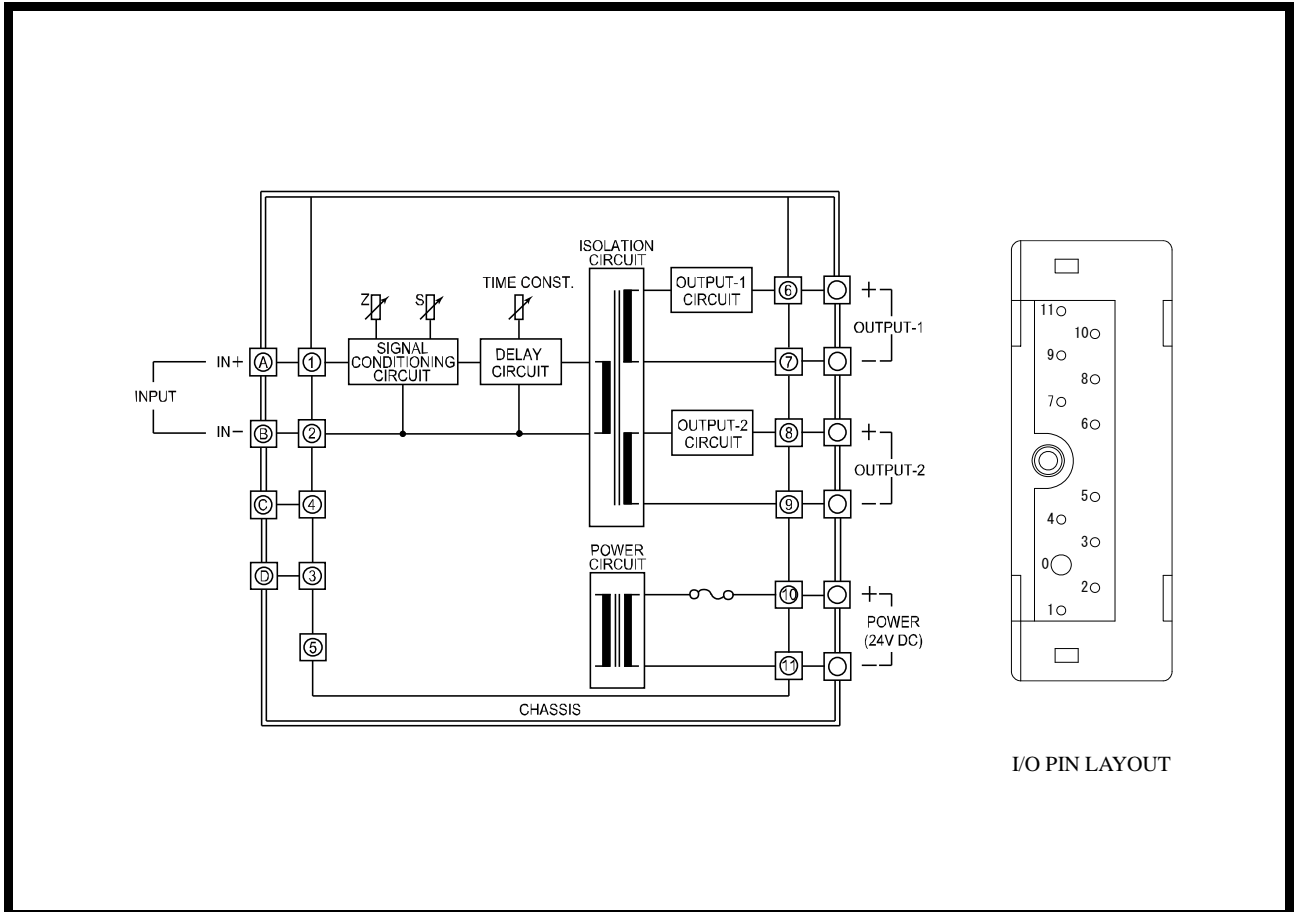 ISOLATION
CIRCUIT
TIME CONST.
Z
S
OUTPUT-1
CIRCUIT
6
+
OUTPUT-1
IN+
A
1
SIGNAL
CONDITIONING
CIRCUIT
DELAY
CIRCUIT
7
−
INPUT
IN−
B
2
OUTPUT-2
CIRCUIT
8
+
OUTPUT-2
C
4
9
−
POWER
CIRCUIT
D
3
10
+
POWER
(24V DC)
5
11
−
CHASSIS
11
10
9
8
7
6
5
4
3
0
2
1
I/O PIN LAYOUT